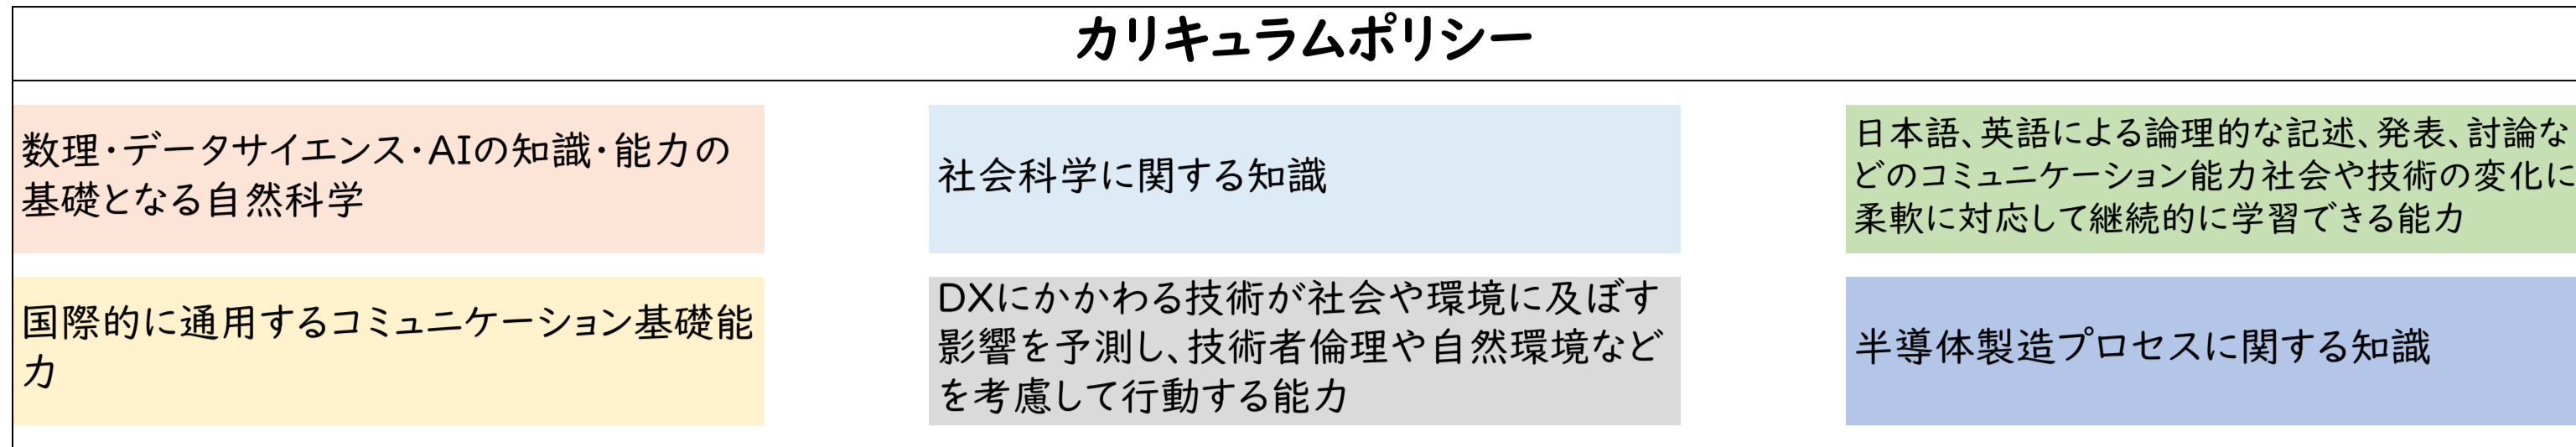 カリキュラムポリシー
数理・データサイエンス・AIの知識・能力の
基礎となる自然科学
社会科学に関する知識
日本語、英語による論理的な記述、発表、討論な
どのコミュニケーション能力社会や技術の変化に
柔軟に対応して継続的に学習できる能力
国際的に通用するコミュニケーション基礎能
力
DXにかかわる技術が社会や環境に及ぼす
影響を予測し、技術者倫理や自然環境など
を考慮して行動する能力
半導体製造プロセスに関する知識